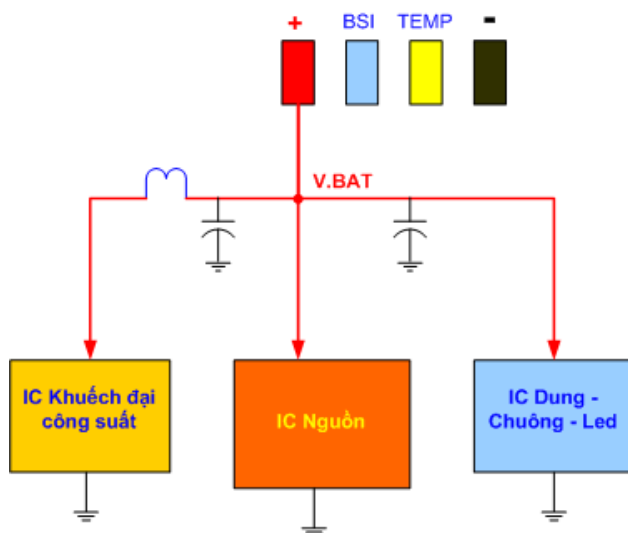 + BSI TEMP -
V.BAT
IC Khuếch đại
công suất
IC Nguồn
IC Dung -
Chuông - Led